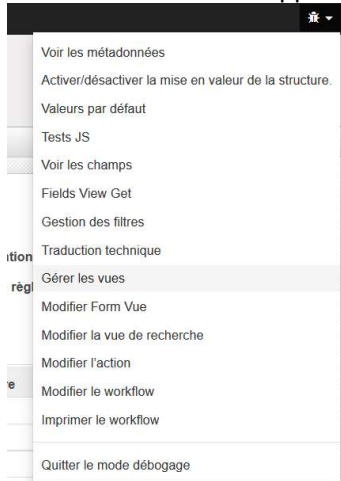 Voir les métadonnées
Activer/désactiver la mise en valeur de la structure.
Valeurs par défaut
Tests JS
Voir les champs
Fields View Get
Gestion des filtres
Traduction technique
Gérer les vues
Modifier Form Vue
Modifier la vue de recherche
Modifier l'action
Modifier le workflow
Imprimer le workflow
Quitter le mode débogage